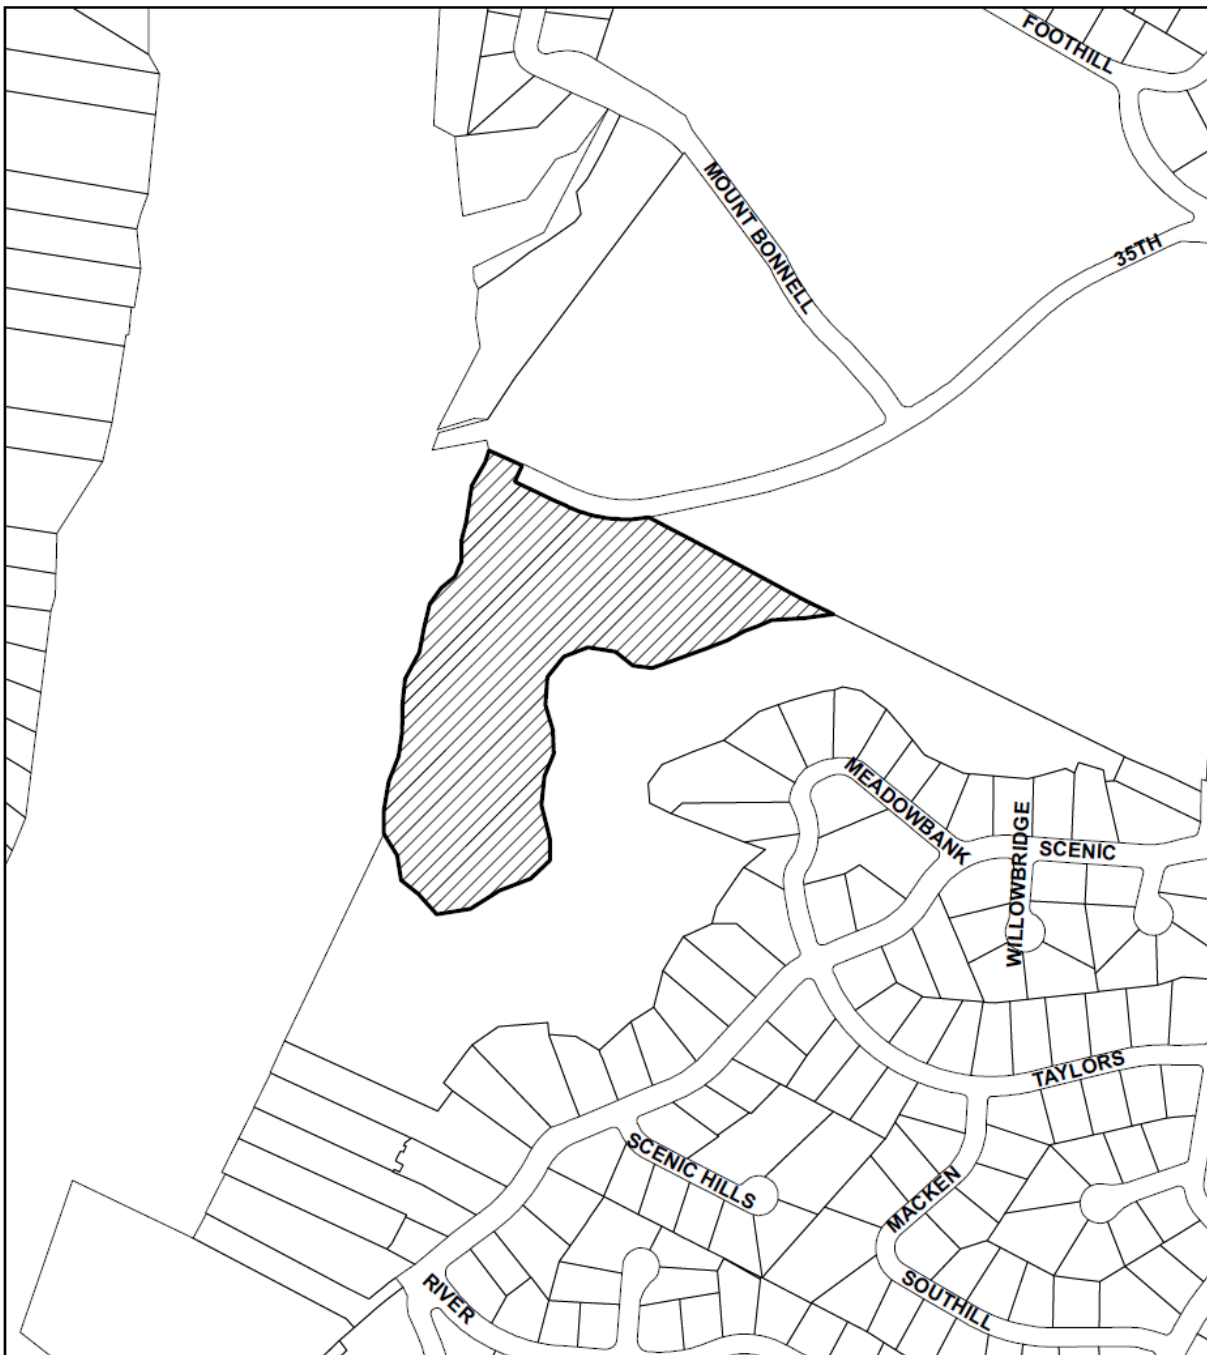 FOOTHILL
MOUNT BONNELL
35TH
MEADOWBANK
WILLOWBRIDGE
SCENIC
TAYLORS
SCENIC HILLS
MACKEN
RIVER
SOUTHILL